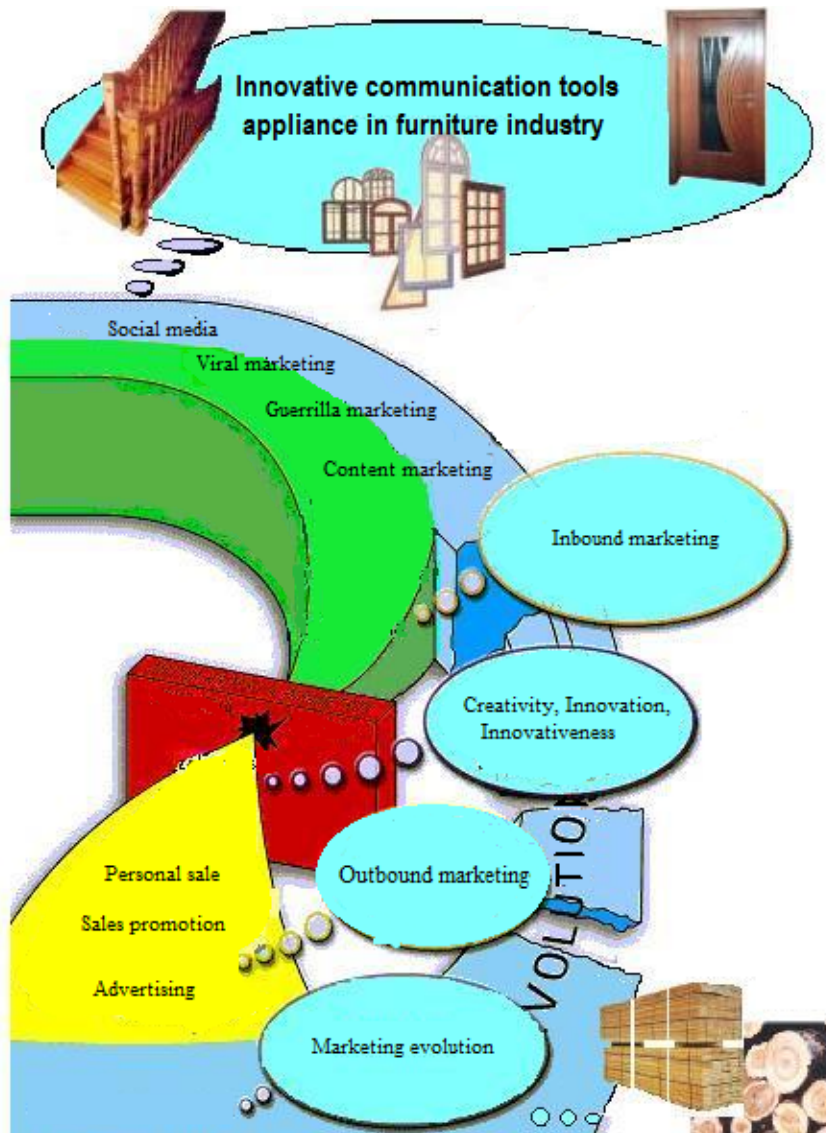 Innovative communication tools
appliance in furniture industry
Social media
Viral marketing
Guerrilla marketing
Content marketing
Inbound marketing
Creativity, Innovation,
Innovativeness
Personal sale
Sales promotion
Advertising
Outbound marketing
VOLUTION
Marketing evolution